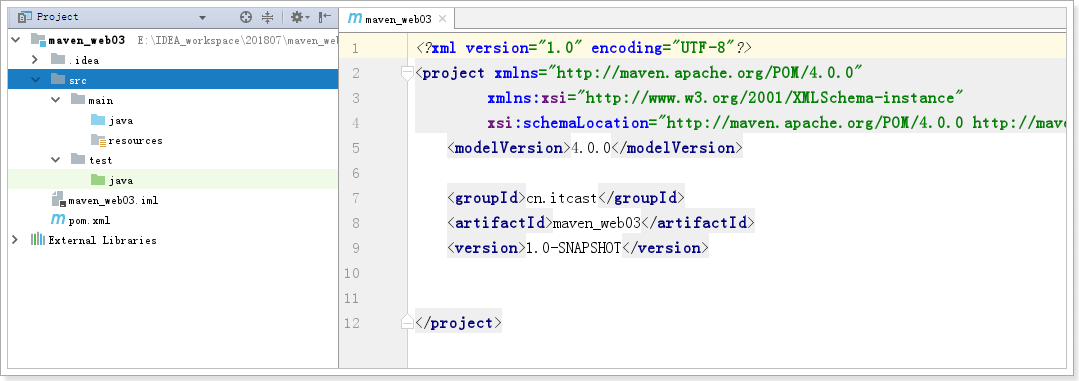 Project
maven_web03 E:\IDEA_workspace\201807\maven_we
.idea
src
main
java
resources
test
java
maven_web03.iml
pom.xml
External Libraries
maven_web03
1 <?xml version="1.0" encoding="UTF-8"?>
2 <project xmlns="http://maven.apache.org/POM/4.0.0"
3 xmlns:xsi="http://www.w3.org/2001/XMLSchema-instance"
4 xsi:schemaLocation="http://maven.apache.org/POM/4.0.0 http://mav
5 <modelVersion>4.0.0</modelVersion>
6
7 <groupId>cn.itcast</groupId>
8 <artifactId>maven_web03</artifactId>
9 <version>1.0-SNAPSHOT</version>
10
11
12 </project>